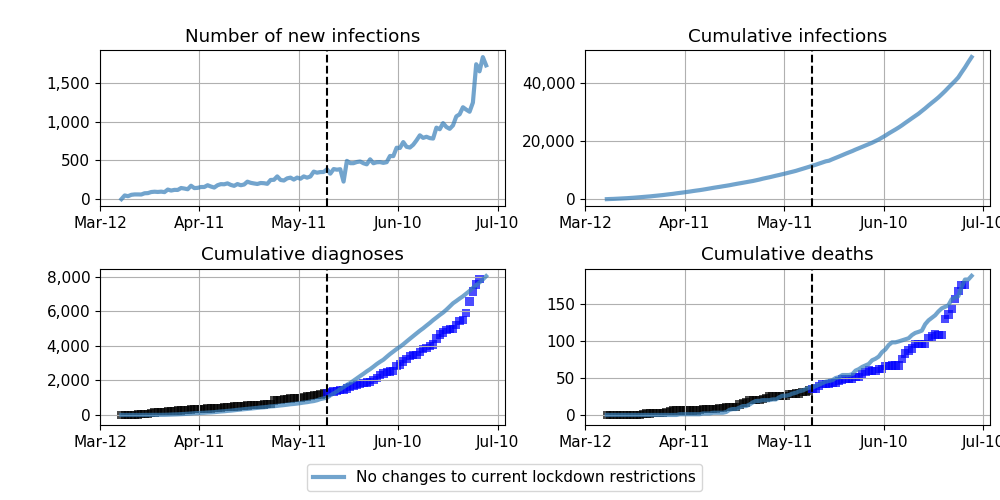 Number of new infections
1,500
1,000
500
0
Mar-12 Apr-11 May-11 Jun-10 Jul-10
Cumulative infections
40,000
20,000
0
Mar-12 Apr-11 May-11 Jun-10 Jul-10
Cumulative diagnoses
8,000
6,000
4,000
2,000
0
Mar-12 Apr-11 May-11 Jun-10 Jul-10
Cumulative deaths
150
100
50
0
Mar-12 Apr-11 May-11 Jun-10 Jul-10
No changes to current lockdown restrictions